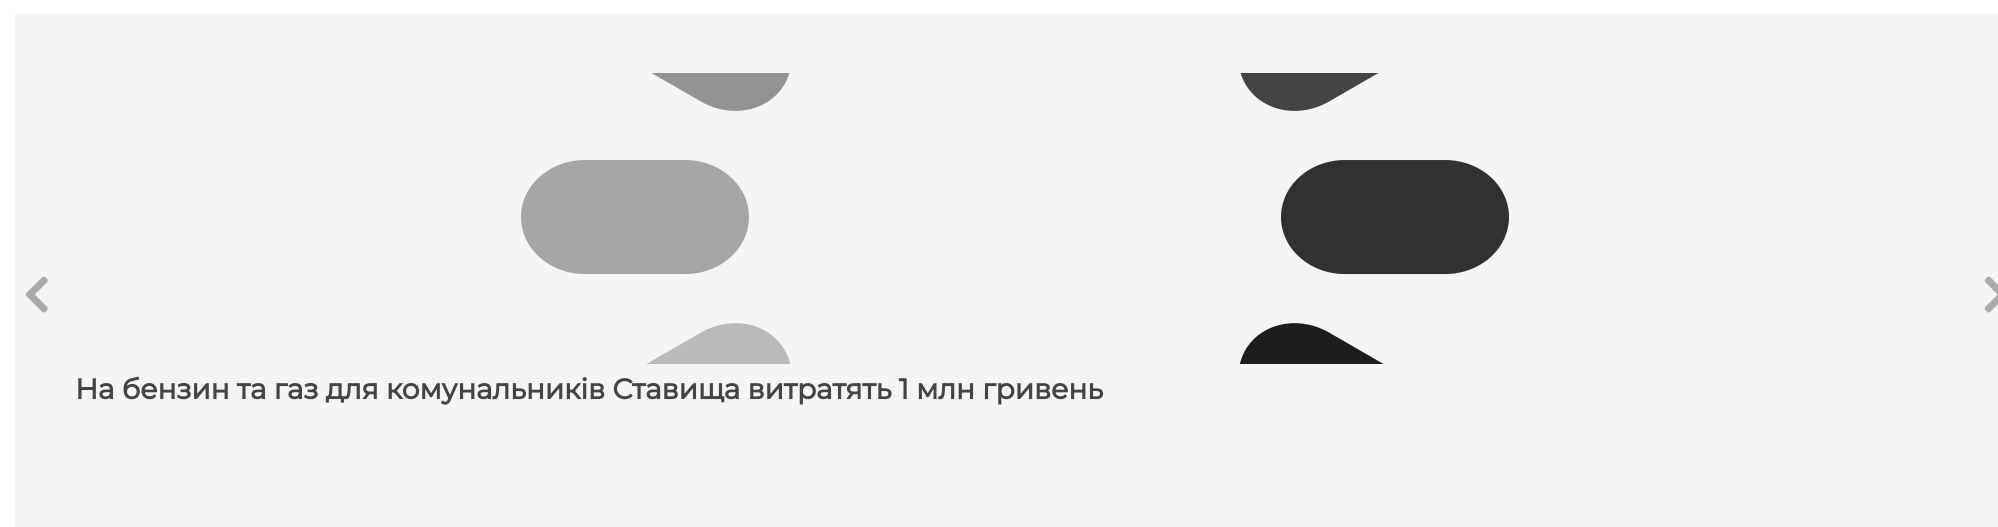 На бензин та газ для комунальників Ставища витратять 1 млн гривень